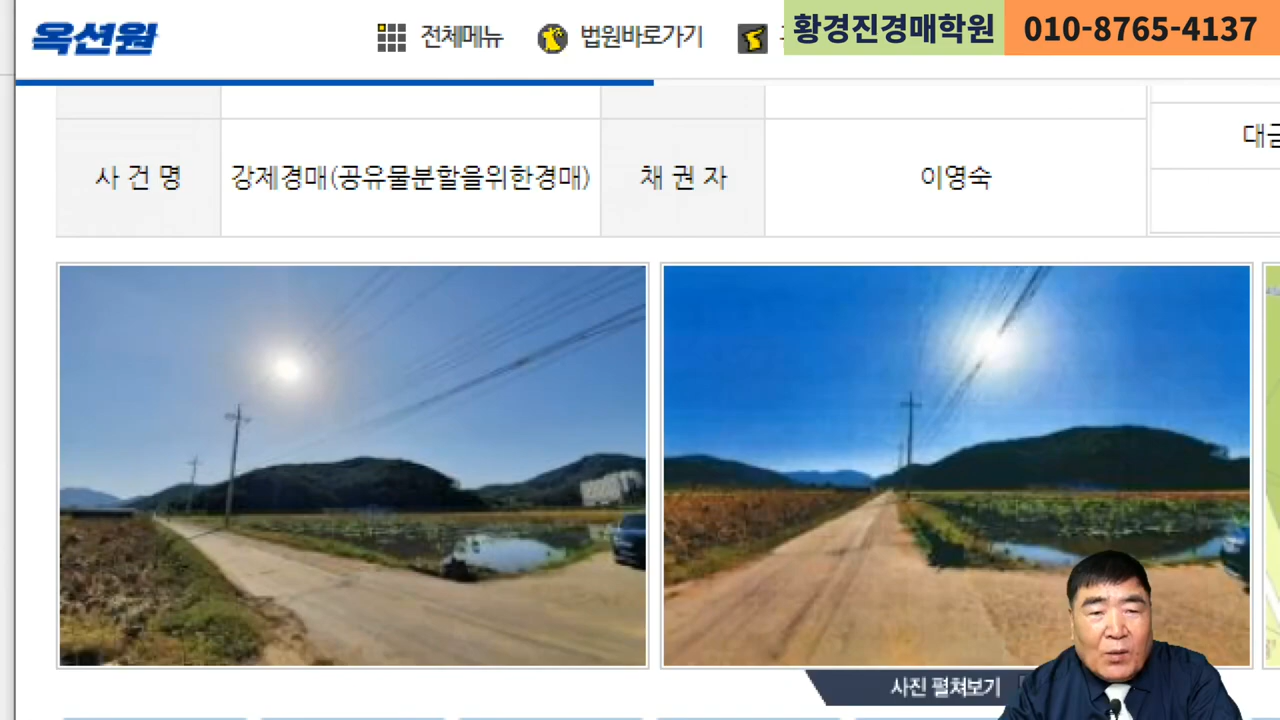 옥션원
전체메뉴
법원바로가기
황경진경매학원
010-8765-4137
사 건 명
강제경매(공유물분할을위한경매)
채 권 자
이영숙
사진 펼쳐보기